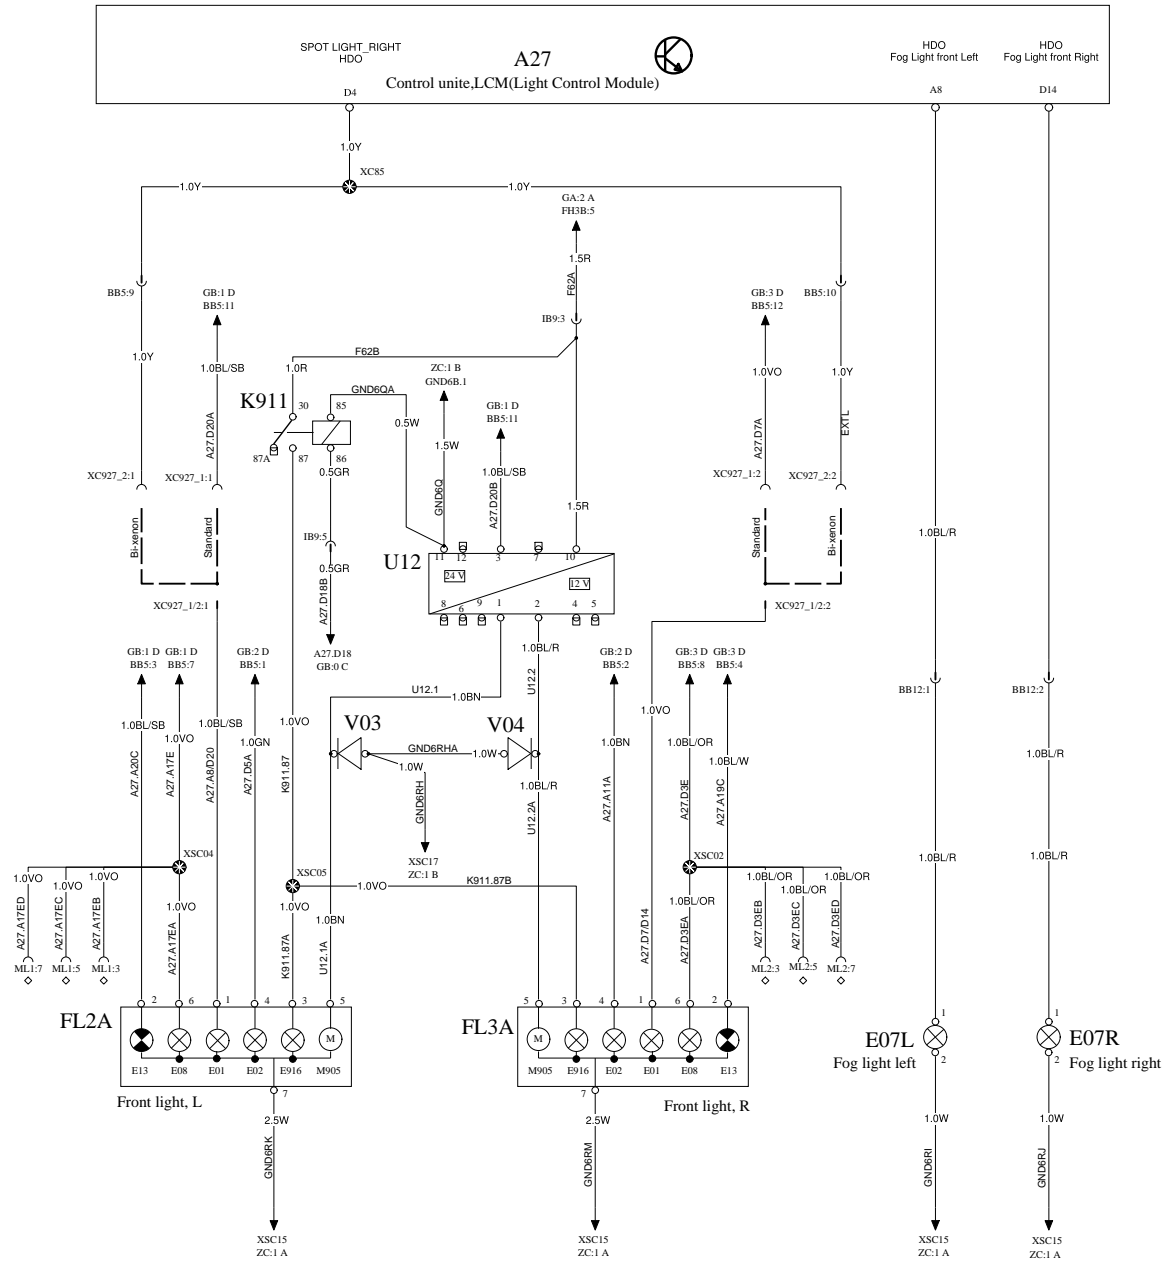 SPOT LIGHT_RIGHT
HDO
A27
Control unite,LCM(Light Control Module)
HDO
Fog Light front Left
HDO
Fog Light front Right
D4
A8
D14
1.0Y
XC85
1.0Y
1.0Y
GA:2 A
FH3B:5
1.5R
F62A
BB5:9
GB:1 D
BB5:11
GB:3 D
BB5:12
BB5:10
IB9:3
1.0Y
1.0BL/SB
F62B
1.0R
ZC:1 B
GND6B.1
1.0VO
1.0Y
K911
30
85
GND6QA
GB:1 D
BB5:11
A27.D20A
0.5W
1.5W
A27.D7A
EXTL
87A
87
86
0.5GR
1.0BL/SB
XC927_2:1
XC927_1:1
XC927_1:2
XC927_2:2
GND6Q
A27.D20B
1.5R
Bi-xenon
Standard
IB9:5
Standard
Bi-xenon
1.0BL/R
U12
11
12
3
7
10
24 V
12 V
0.5GR
A27.D18B
8
6
9
1
2
4
5
XC927_1/2:1
XC927_1/2:2
A27.D18
GB:0 C
1.0BL/R
U12.2
GB:1 D
BB5:3
GB:1 D
BB5:7
GB:2 D
BB5:1
GB:2 D
BB5:2
GB:3 D
BB5:8
GB:3 D
BB5:4
BB12:1
BB12:2
U12.1
1.0BN
1.0BL/SB
1.0VO
1.0BL/SB
1.0GN
1.0VO
V03
V04
1.0VO
1.0BN
1.0BL/OR
1.0BL/W
GND6RHA
1.0W
1.0W
1.0BL/R
1.0BL/R
A27.A20C
A27.A17E
A27.A8/D20
A27.D5A
K911.87
GND6RH
U12.2A
A27.A11A
A27.D3E
A27.A19C
XSC17
ZC:1 B
XSC04
XSC05
XSC02
1.0VO
1.0VO
1.0VO
1.0VO
1.0VO
K911.87B
1.0VO
1.0BL/OR
1.0BL/OR
1.0BL/OR
1.0BL/OR
1.0BL/R
1.0BL/R
1.0BN
A27.A17ED
A27.A17EC
A27.A17EB
A27.A17EA
K911.87A
U12.1A
A27.D7/D14
A27.D3EA
A27.D3EB
A27.D3EC
A27.D3ED
ML1:7
ML1:5
ML1:3
ML2:3
ML2:5
ML2:7
2
6
1
4
3
5
5
3
4
1
6
2
1
1
FL2A
FL3A
E07L
Fog light left
E07R
Fog light right
M
M
E13
E08
E01
E02
E916
M905
M905
E916
E02
E01
E08
E13
2
2
7
7
Front light, L
Front light, R
2.5W
2.5W
1.0W
1.0W
GND6RK
GND6RM
GND6RI
GND6RJ
XSC15
ZC:1 A
XSC15
ZC:1 A
XSC15
ZC:1 A
XSC15
ZC:1 A